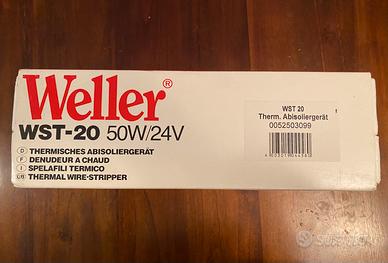 Weller®
WST-20 50W/24V
D THERMISCHES ABISOLIERGERÄT
F DENUDEUR A CHAUD
I SPELAFILI TERMICO
GB THERMAL WIRE-STRIPPER
WST 20
Therm. Abisoliergerät
0052503099
SUBITO